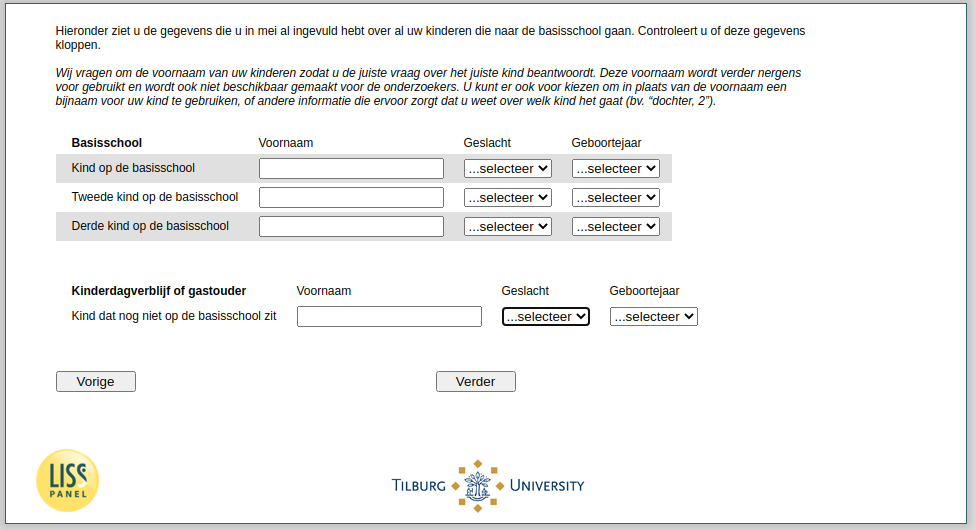 Hieronder ziet u de gegevens die u in mei al ingevuld hebt over al uw kinderen die naar de basisschool gaan. Controleert u of deze gegevens
kloppen.
Wij vragen om de voornaam van uw kinderen zodat u de juiste vraag over het juiste kind beantwoordt. Deze voornaam wordt verder nergens
voor gebruikt en wordt ook niet beschikbaar gemaakt voor de onderzoekers. U kunt er ook voor kiezen om in plaats van de voornaam een
bijnaam voor uw kind te gebruiken, of andere informatie die ervoor zorgt dat u weet over welk kind het gaat (bv. “dochter, 2”).
Basisschool Voornaam Geslacht Geboortejaar
Kind op de basisschool ...selecteer ...selecteer
Tweede kind op de basisschool ...selecteer ...selecteer
Derde kind op de basisschool ...selecteer ...selecteer
Kinderdagverblijf of gastouder Voornaam Geslacht Geboortejaar
Kind dat nog niet op de basisschool zit ...selecteer ...selecteer
Vorige Verder
LISS
PANEL
TILBURG UNIVERSITY